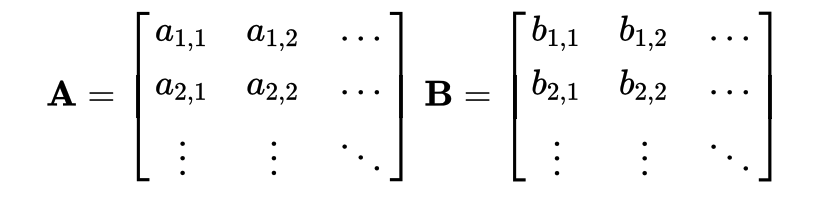 a₁,₁ a₁,₂ … b₁,₁ b₁,₂ …
A = a₂,₁ a₂,₂ … B = b₂,₁ b₂,₂ …
⋮ ⋮ ⋱ ⋮ ⋮ ⋱